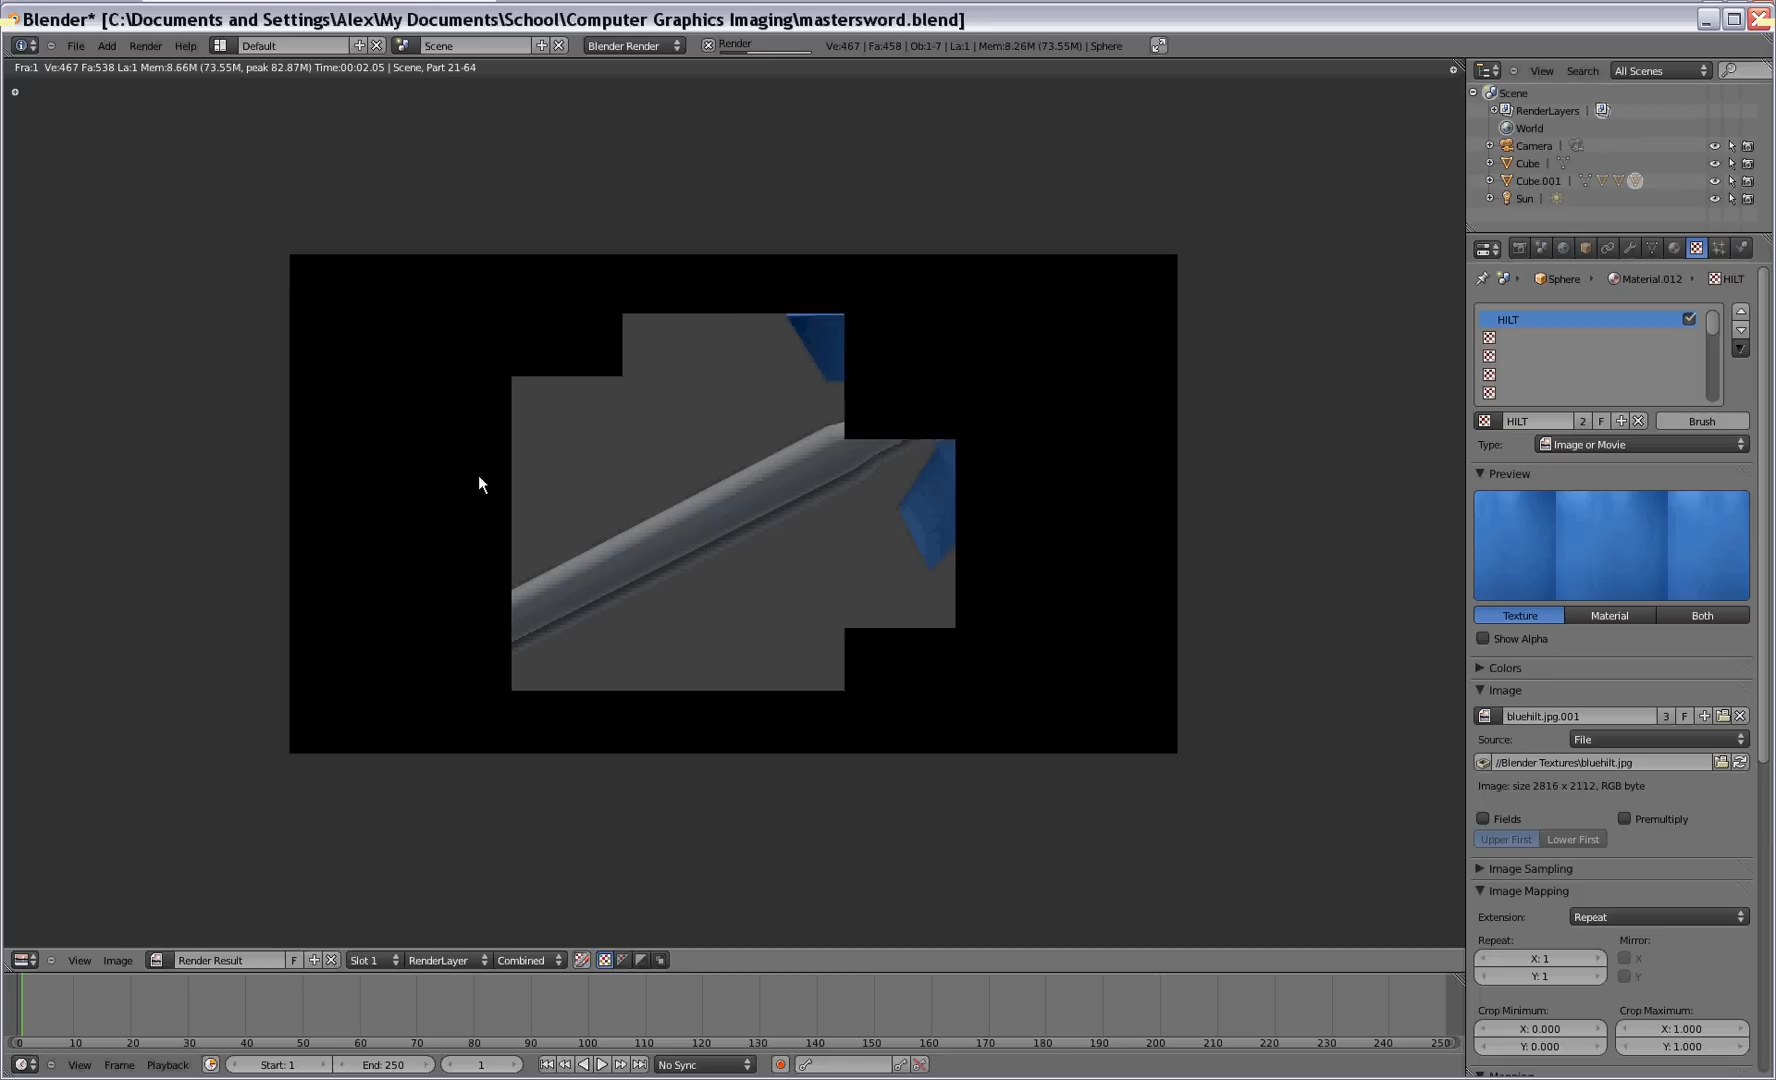 Blender* [C:\Documents and Settings\Alex\My Documents\School\Computer Graphics Imaging\mastersword.blend]
File Add Render Help Default Scene Blender Render Render Ve:467 | Fa:458 | Ob:1-7 | La:1 | Mem:8.26M (73.55M) | Sphere
Fra:1 Ve:467 Fa:538 La:1 Mem:8.66M (73.55M, peak 82.87M) Time:00:02.05 | Scene, Part 21-64
View Search All Scenes
Scene
RenderLayers |
World
Camera |
Cube |
Cube.001 |
Sun |
Sphere Material.012 HILT
HILT
HILT 2 F Brush
Type: Image or Movie
Preview
Texture Material Both
Show Alpha
Colors
Image
bluehilt.jpg.001 3 F
Source: File
//Blender Textures\bluehilt.jpg
Image: size 2816 x 2112, RGB byte
Fields Premultiply
Upper First Lower First
Image Sampling
Image Mapping
Extension: Repeat
Repeat: Mirror:
X: 1 X
Y: 1 Y
Crop Minimum: Crop Maximum:
X: 0.000 X: 1.000
Y: 0.000 Y: 1.000
View Image Render Result F Slot 1 RenderLayer Combined
0 10 20 30 40 50 60 70 80 90 100 110 120 130 140 150 160 170 180 190 200 210 220 230 240 250
View Frame Playback Start: 1 End: 250 1 No Sync